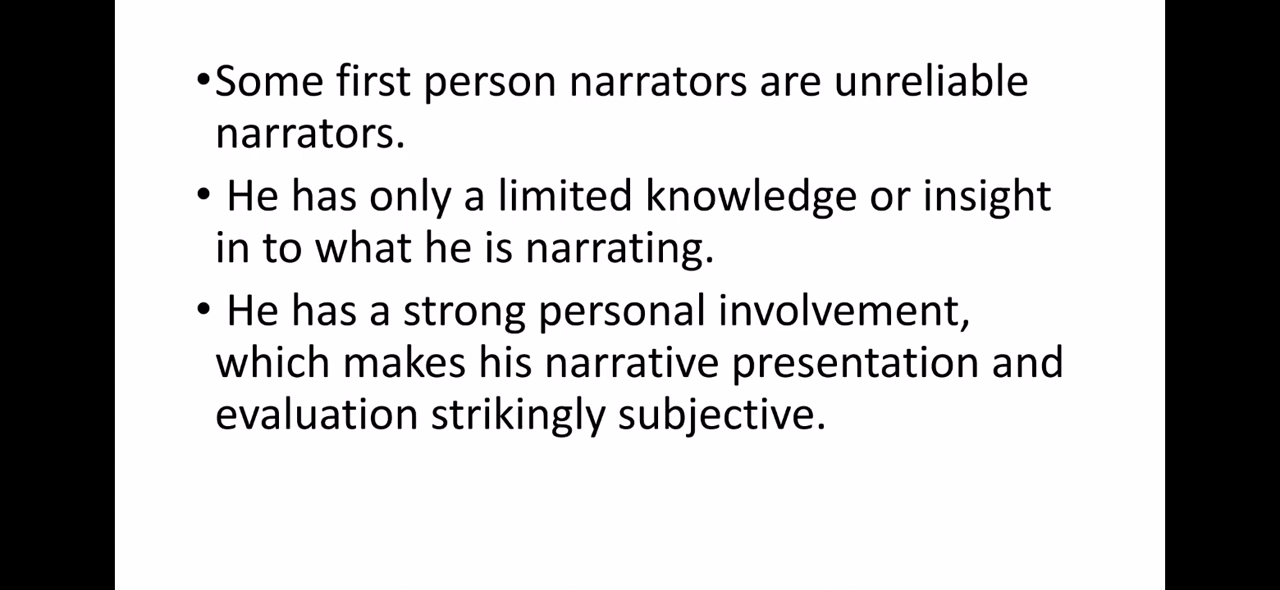 •Some first person narrators are unreliable
narrators.
• He has only a limited knowledge or insight
in to what he is narrating.
• He has a strong personal involvement,
which makes his narrative presentation and
evaluation strikingly subjective.